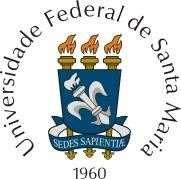 Universidade Federal de Santa Maria
SEDES SAPIENTIÆ
1960